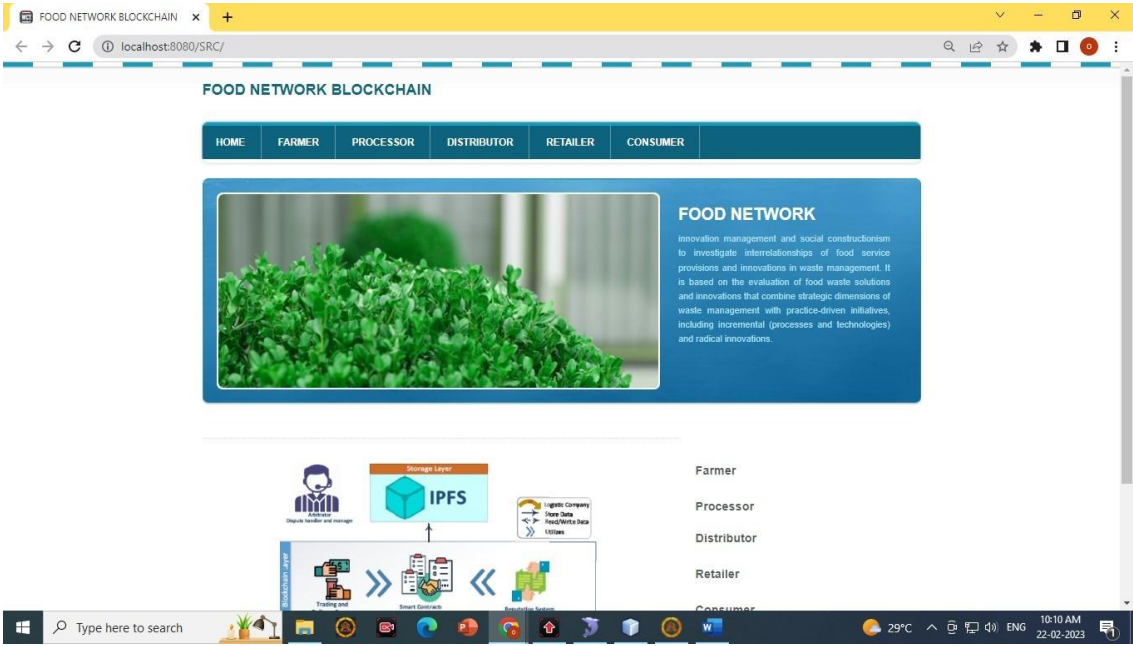 FOOD NETWORK BLOCKCHAIN
localhost:8080/SRC/
FOOD NETWORK BLOCKCHAIN
HOME FARMER PROCESSOR DISTRIBUTOR RETAILER CONSUMER
FOOD NETWORK
innovation management and social constructionism
to investigate interrelationships of food service
provisions and innovations in waste management. It
is based on the evaluation of food waste solutions
and innovations that combine strategic dimensions of
waste management with practice-driven initiatives,
including incremental (processes and technologies)
and radical innovations.
Storage Layer
IPFS
Arbitrator
Dispute handler and manager
Logistic Company
Store Data
Read/Write Data
Utilizes
Blockchain Layer
Trading and
Smart Contracts
Reputation System
Farmer
Processor
Distributor
Retailer
Consumer
Type here to search
29°C
ENG
10:10 AM
22-02-2023